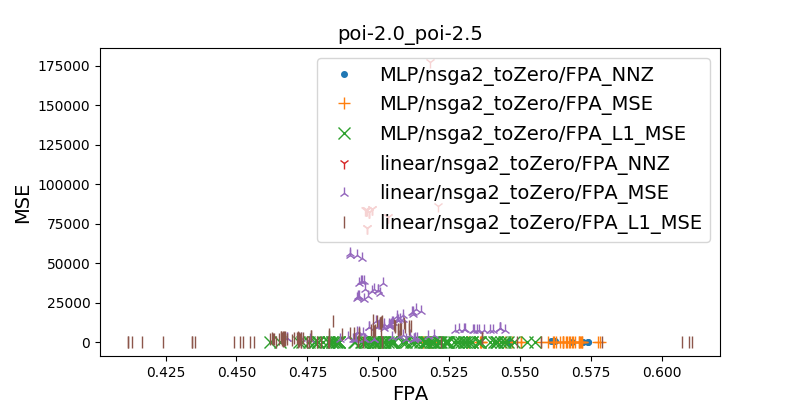 poi-2.0_poi-2.5
175000
150000
125000
100000
75000
50000
25000
0
MSE
MLP/nsga2_toZero/FPA_NNZ
MLP/nsga2_toZero/FPA_MSE
MLP/nsga2_toZero/FPA_L1_MSE
linear/nsga2_toZero/FPA_NNZ
linear/nsga2_toZero/FPA_MSE
linear/nsga2_toZero/FPA_L1_MSE
0.425 0.450 0.475 0.500 0.525 0.550 0.575 0.600
FPA